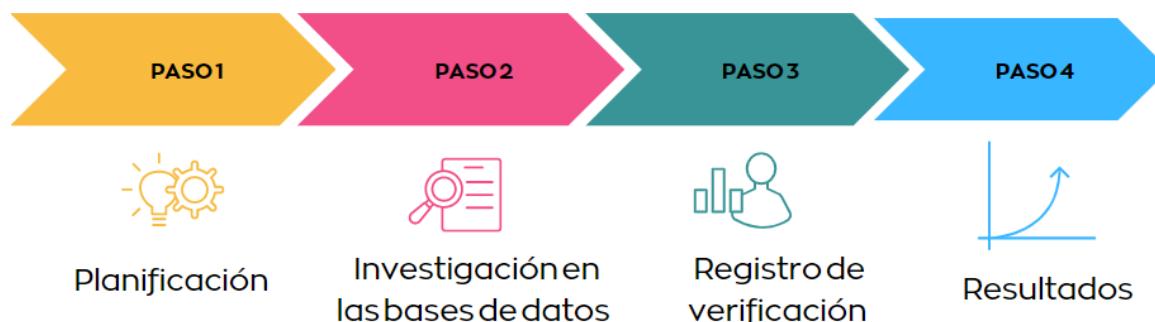 PASO 1
PASO 2
PASO 3
PASO 4
Planificación
Investigación en
las bases de datos
Registro de
verificación
Resultados